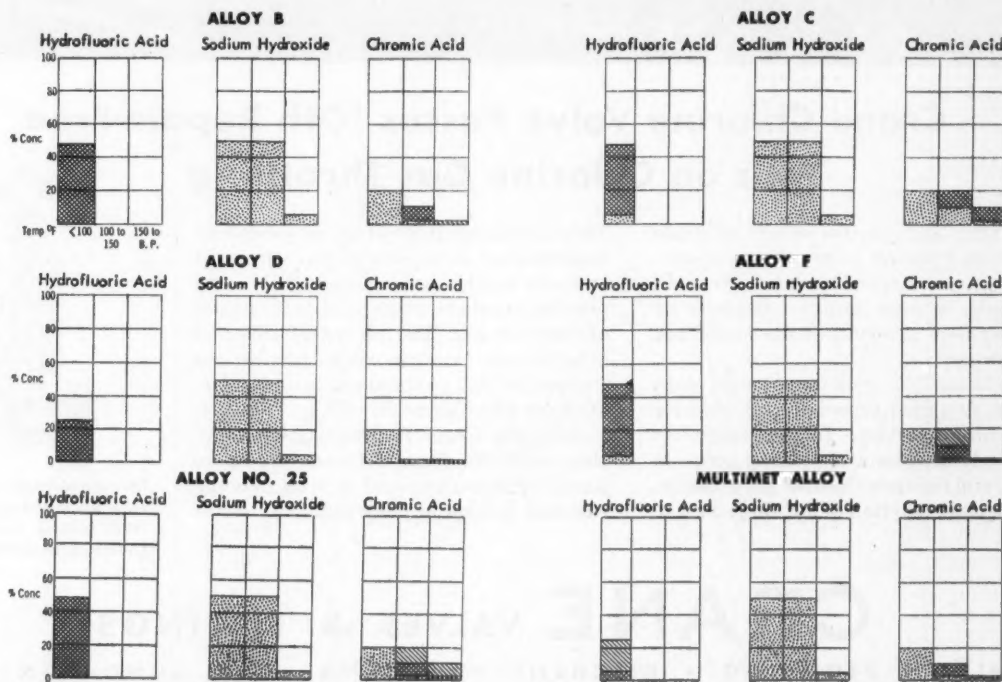 ALLOY B
Hydrofluoric Acid Sodium Hydroxide Chromic Acid
100
80
60
% Conc
40
20
0
Temp °F <100 100 to 150 150 to B. P.
ALLOY C
Hydrofluoric Acid Sodium Hydroxide Chromic Acid
ALLOY D
Hydrofluoric Acid Sodium Hydroxide Chromic Acid
100
80
60
% Conc
40
20
0
ALLOY F
Hydrofluoric Acid Sodium Hydroxide Chromic Acid
ALLOY NO. 25
Hydrofluoric Acid Sodium Hydroxide Chromic Acid
100
80
60
% Conc
40
20
0
MULTIMET ALLOY
Hydrofluoric Acid Sodium Hydroxide Chromic Acid